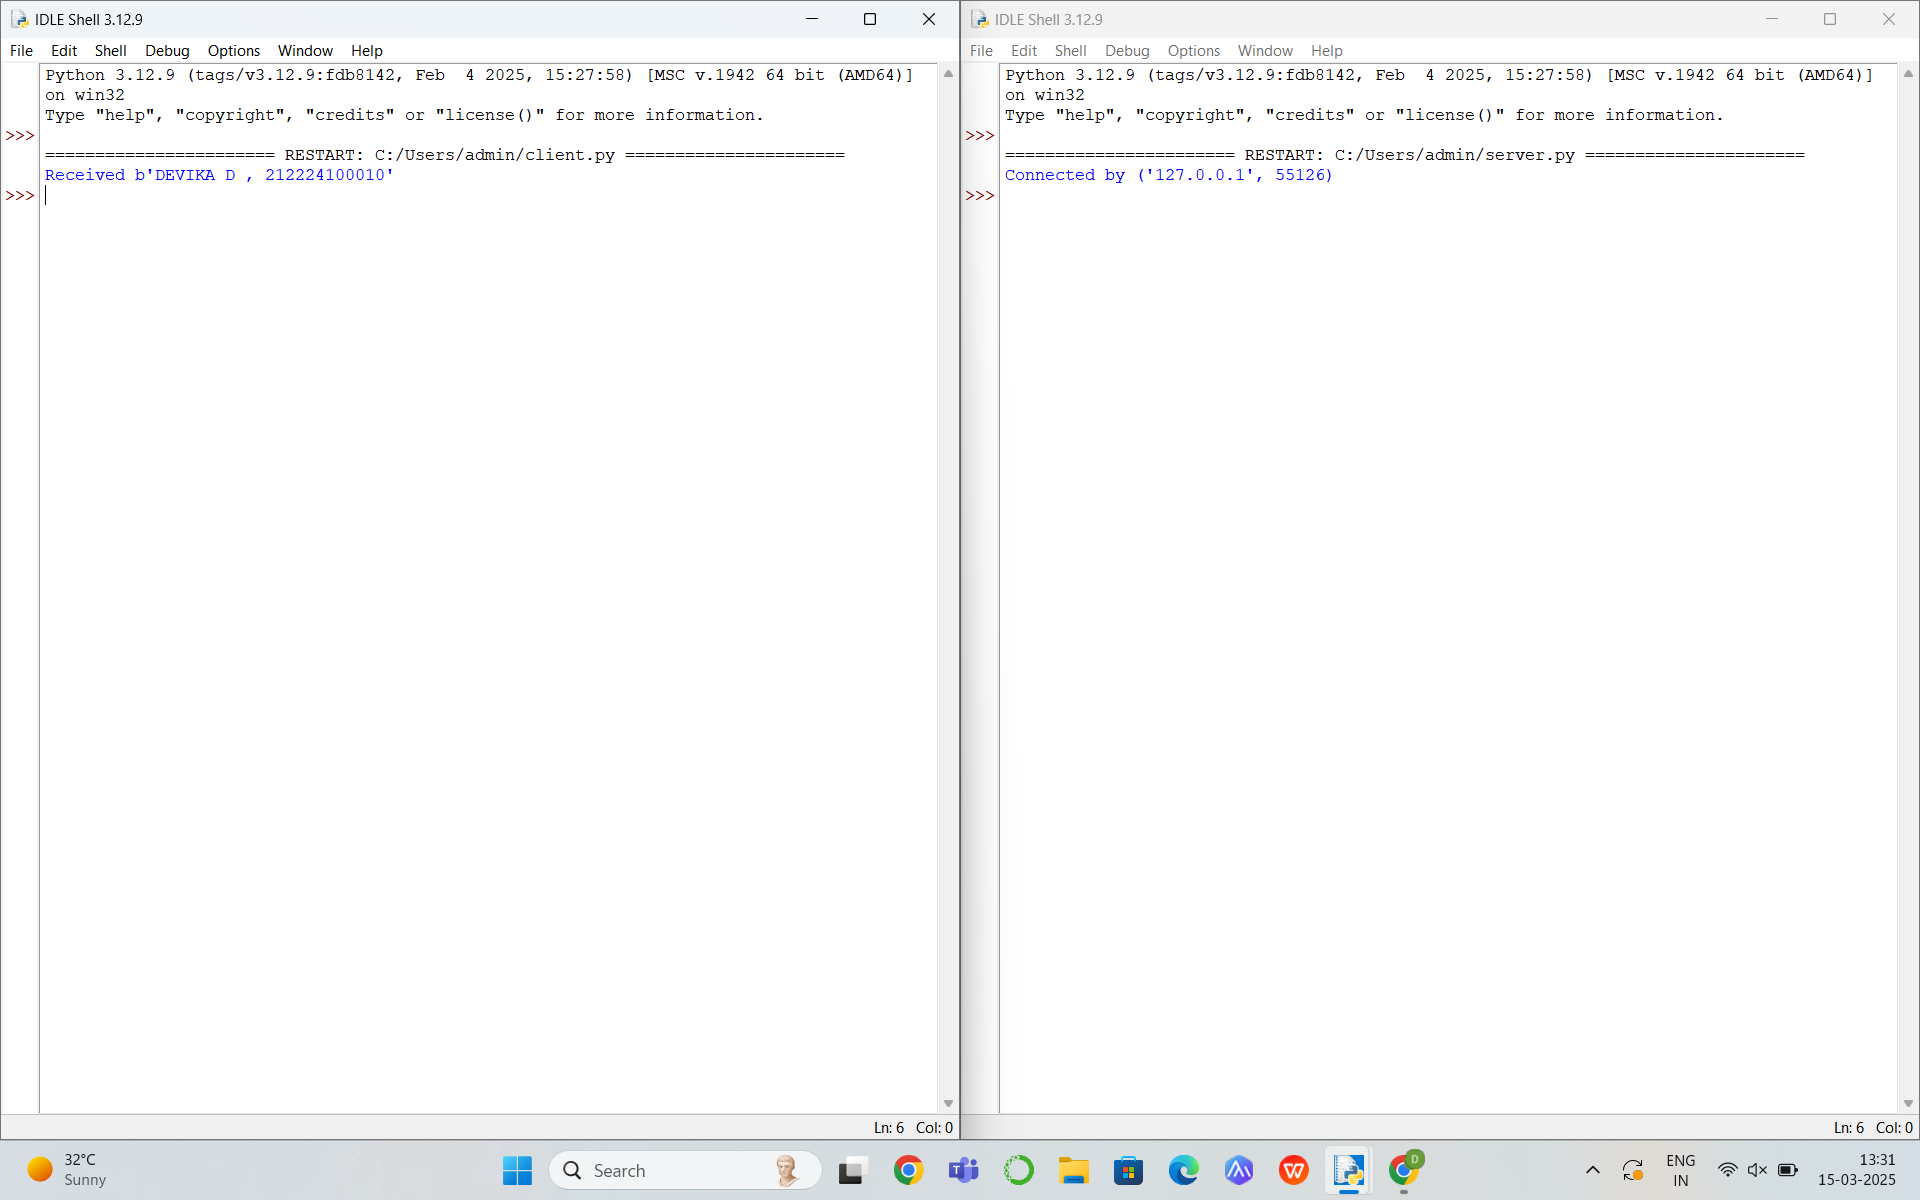 IDLE Shell 3.12.9
File Edit Shell Debug Options Window Help
Python 3.12.9 (tags/v3.12.9:fdb8142, Feb  4 2025, 15:27:58) [MSC v.1942 64 bit (AMD64)]
on win32
Type "help", "copyright", "credits" or "license()" for more information.
>>>
======================= RESTART: C:/Users/admin/client.py ======================
Received b'DEVIKA D , 212224100010'
>>>
Ln: 6 Col: 0
IDLE Shell 3.12.9
File Edit Shell Debug Options Window Help
Python 3.12.9 (tags/v3.12.9:fdb8142, Feb  4 2025, 15:27:58) [MSC v.1942 64 bit (AMD64)]
on win32
Type "help", "copyright", "credits" or "license()" for more information.
>>>
======================= RESTART: C:/Users/admin/server.py ======================
Connected by ('127.0.0.1', 55126)
>>>
Ln: 6 Col: 0
32°C
Sunny
Search
D
ENG
IN
13:31
15-03-2025